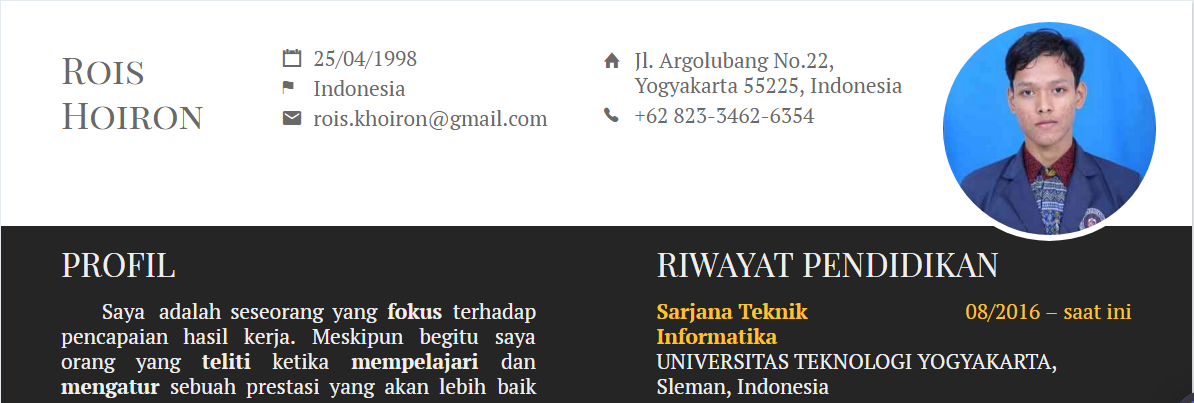 Rois
Hoiron
25/04/1998
Indonesia
rois.khoiron@gmail.com
Jl. Argolubang No.22,
Yogyakarta 55225, Indonesia
+62 823-3462-6354
PROFIL
Saya adalah seseorang yang fokus terhadap
pencapaian hasil kerja. Meskipun begitu saya
orang yang teliti ketika mempelajari dan
mengatur sebuah prestasi yang akan lebih baik
RIWAYAT PENDIDIKAN
Sarjana Teknik 08/2016 – saat ini
Informatika
UNIVERSITAS TEKNOLOGI YOGYAKARTA,
Sleman, Indonesia